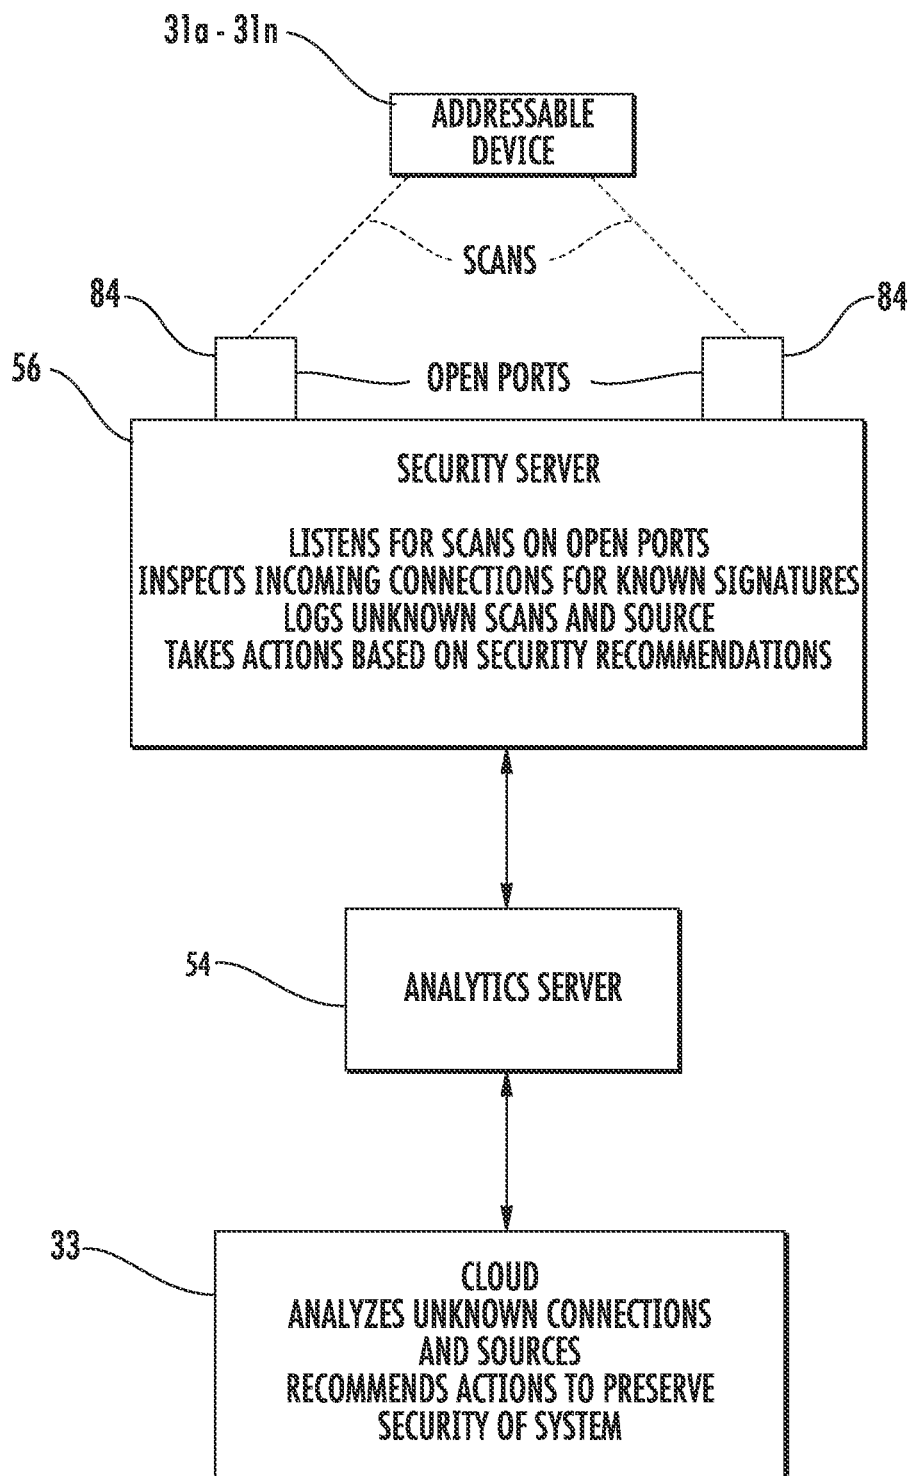 31a - 31n
ADDRESSABLE
DEVICE
SCANS
84
84
56
OPEN PORTS
SECURITY SERVER
LISTENS FOR SCANS ON OPEN PORTS
INSPECTS INCOMING CONNECTIONS FOR KNOWN SIGNATURES
LOGS UNKNOWN SCANS AND SOURCE
TAKES ACTIONS BASED ON SECURITY RECOMMENDATIONS
54
ANALYTICS SERVER
33
CLOUD
ANALYZES UNKNOWN CONNECTIONS
AND SOURCES
RECOMMENDS ACTIONS TO PRESERVE
SECURITY OF SYSTEM